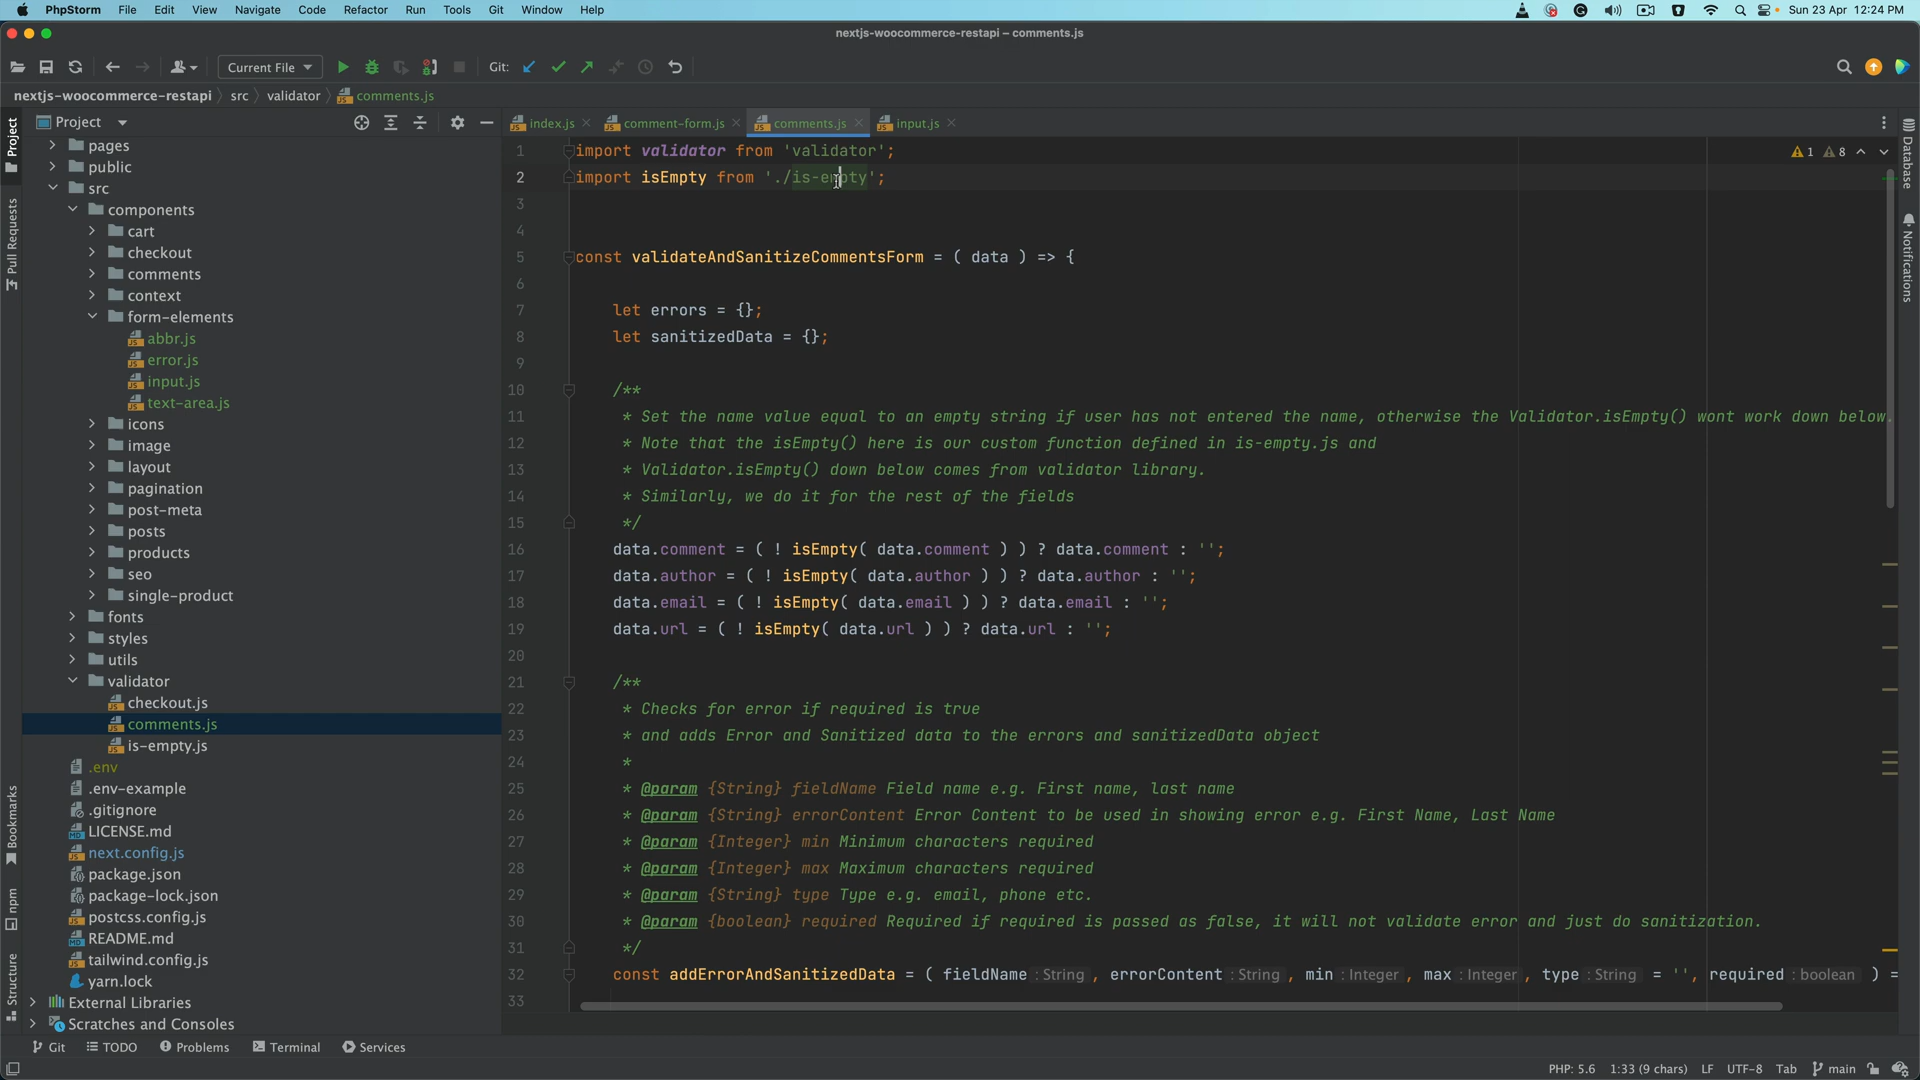 PhpStorm File Edit View Navigate Code Refactor Run Tools Git Window Help Sun 23 Apr 12:24 PM
nextjs-woocommerce-restapi – comments.js
Current File Git:
nextjs-woocommerce-restapi src validator comments.js
Project
index.js comment-form.js comments.js input.js
Project
Pull Requests
Bookmarks
npm
Structure
Database
Notifications
pages
public
src
components
cart
checkout
comments
context
form-elements
abbr.js
error.js
input.js
text-area.js
icons
image
layout
pagination
post-meta
posts
products
seo
single-product
fonts
styles
utils
validator
checkout.js
comments.js
is-empty.js
.env
.env-example
.gitignore
LICENSE.md
next.config.js
package.json
package-lock.json
postcss.config.js
README.md
tailwind.config.js
yarn.lock
External Libraries
Scratches and Consoles
1 import validator from 'validator';
1 8
2 import isEmpty from './is-empty';
3
4
5 const validateAndSanitizeCommentsForm = ( data ) => {
6
7 let errors = {};
8 let sanitizedData = {};
9
10 /**
11 * Set the name value equal to an empty string if user has not entered the name, otherwise the Validator.isEmpty() wont work down below.
12 * Note that the isEmpty() here is our custom function defined in is-empty.js and
13 * Validator.isEmpty() down below comes from validator library.
14 * Similarly, we do it for the rest of the fields
15 */
16 data.comment = ( ! isEmpty( data.comment ) ) ? data.comment : '';
17 data.author = ( ! isEmpty( data.author ) ) ? data.author : '';
18 data.email = ( ! isEmpty( data.email ) ) ? data.email : '';
19 data.url = ( ! isEmpty( data.url ) ) ? data.url : '';
20
21 /**
22 * Checks for error if required is true
23 * and adds Error and Sanitized data to the errors and sanitizedData object
24 *
25 * @param {String} fieldName Field name e.g. First name, last name
26 * @param {String} errorContent Error Content to be used in showing error e.g. First Name, Last Name
27 * @param {Integer} min Minimum characters required
28 * @param {Integer} max Maximum characters required
29 * @param {String} type Type e.g. email, phone etc.
30 * @param {boolean} required Required if required is passed as false, it will not validate error and just do sanitization.
31 */
32 const addErrorAndSanitizedData = ( fieldName : String , errorContent : String , min : Integer , max : Integer , type : String = '', required : boolean ) =
33
Git TODO Problems Terminal Services
PHP: 5.6 1:33 (9 chars) LF UTF-8 Tab main